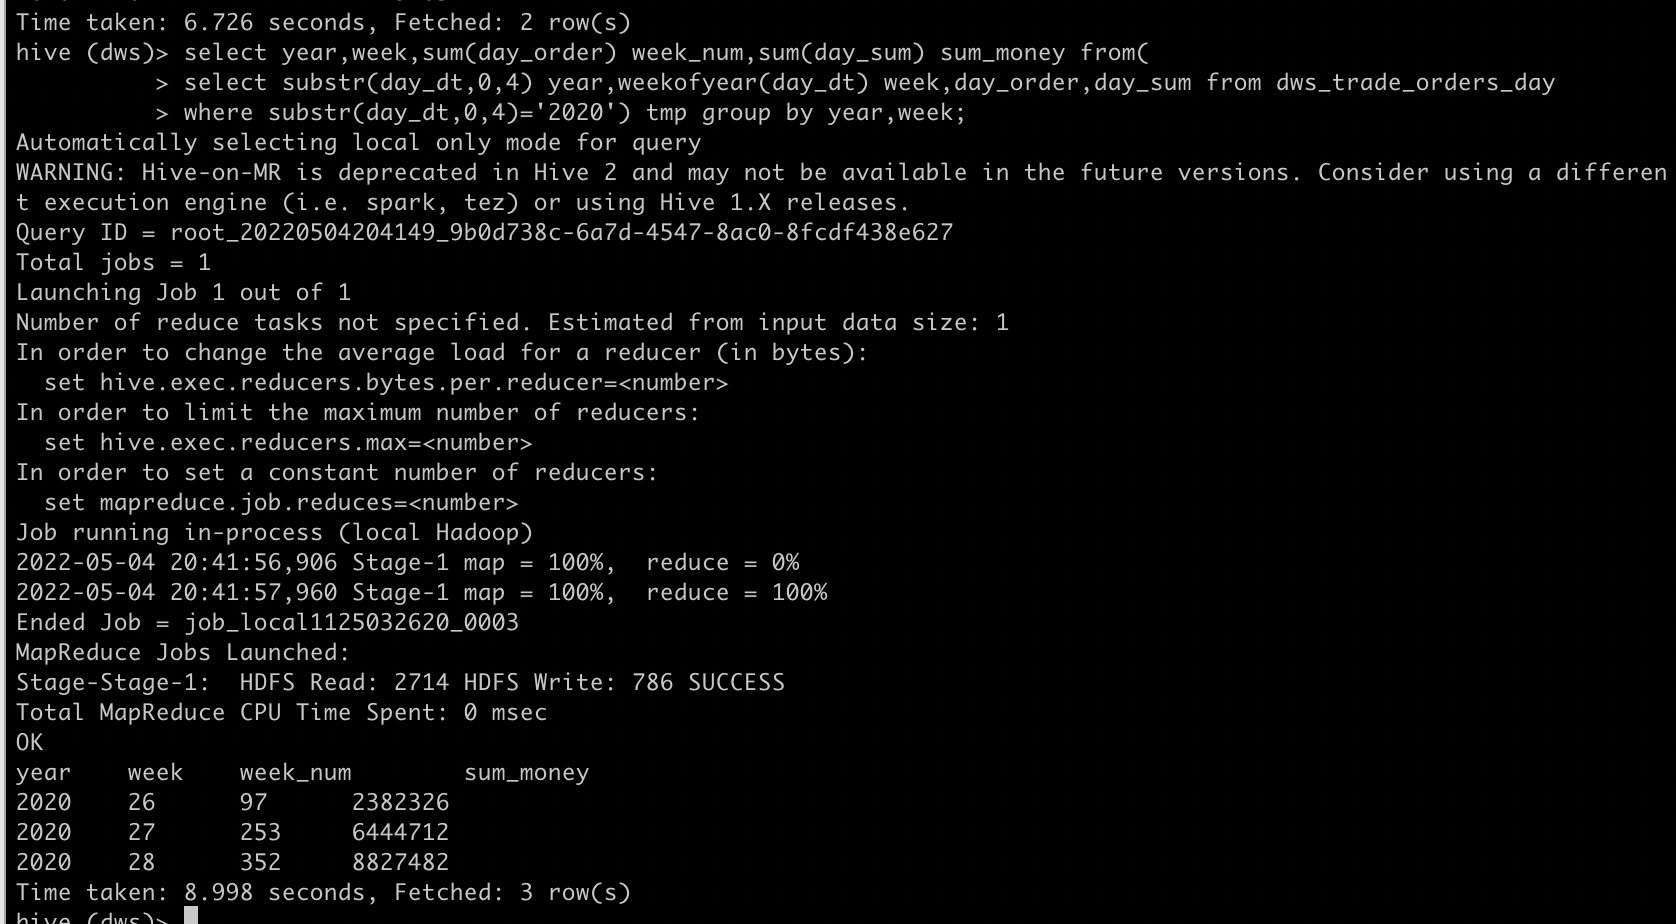 Time taken: 6.726 seconds, Fetched: 2 row(s)
hive (dws)> select year,week,sum(day_order) week_num,sum(day_sum) sum_money from(
          > select substr(day_dt,0,4) year,weekofyear(day_dt) week,day_order,day_sum from dws_trade_orders_day
          > where substr(day_dt,0,4)='2020') tmp group by year,week;
Automatically selecting local only mode for query
WARNING: Hive-on-MR is deprecated in Hive 2 and may not be available in the future versions. Consider using a differen
t execution engine (i.e. spark, tez) or using Hive 1.X releases.
Query ID = root_20220504204149_9b0d738c-6a7d-4547-8ac0-8fcdf438e627
Total jobs = 1
Launching Job 1 out of 1
Number of reduce tasks not specified. Estimated from input data size: 1
In order to change the average load for a reducer (in bytes):
  set hive.exec.reducers.bytes.per.reducer=<number>
In order to limit the maximum number of reducers:
  set hive.exec.reducers.max=<number>
In order to set a constant number of reducers:
  set mapreduce.job.reduces=<number>
Job running in-process (local Hadoop)
2022-05-04 20:41:56,906 Stage-1 map = 100%,  reduce = 0%
2022-05-04 20:41:57,960 Stage-1 map = 100%,  reduce = 100%
Ended Job = job_local1125032620_0003
MapReduce Jobs Launched:
Stage-Stage-1:  HDFS Read: 2714 HDFS Write: 786 SUCCESS
Total MapReduce CPU Time Spent: 0 msec
OK
year    week    week_num        sum_money
2020    26      97      2382326
2020    27      253     6444712
2020    28      352     8827482
Time taken: 8.998 seconds, Fetched: 3 row(s)
hive (dws)>